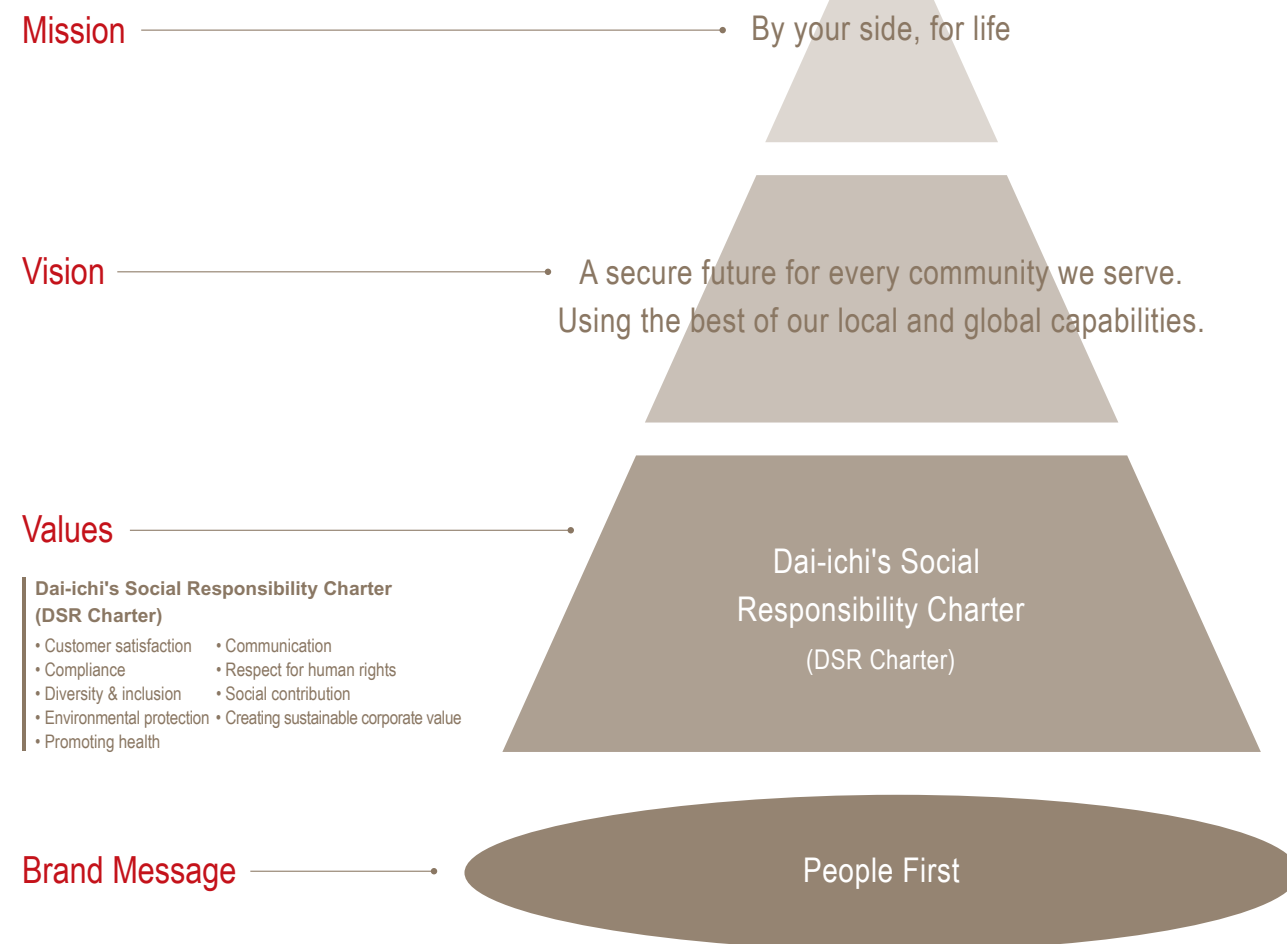 Mission
By your side, for life
Vision
A secure future for every community we serve.
Using the best of our local and global capabilities.
Values
Dai-ichi's Social Responsibility Charter
(DSR Charter)
• Customer satisfaction
• Compliance
• Diversity & inclusion
• Environmental protection
• Promoting health
• Communication
• Respect for human rights
• Social contribution
• Creating sustainable corporate value
Dai-ichi's Social
Responsibility Charter
(DSR Charter)
Brand Message
People First